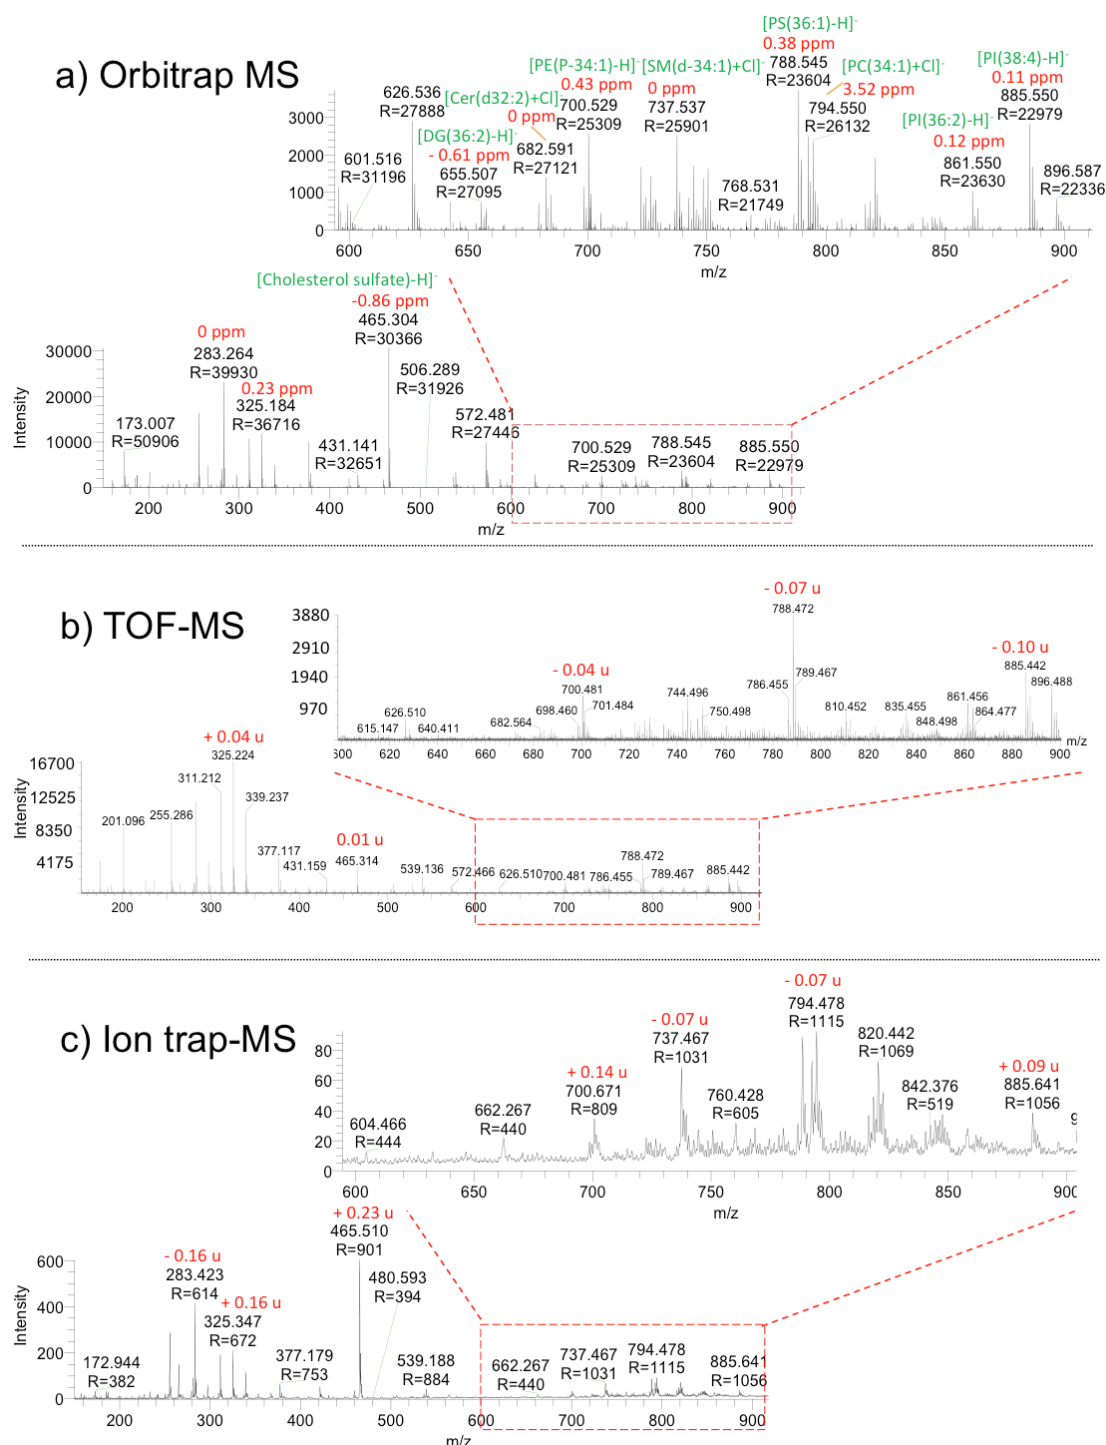 a) Orbitrap MS
[PS(36:1)-H]-
0.38 ppm
788.545
R=23604
[PE(P-34:1)-H]-
0.43 ppm
700.529
R=25309
[SM(d-34:1)+Cl]-
0 ppm
737.537
R=25901
[PC(34:1)+Cl]-
3.52 ppm
794.550
R=26132
[PI(38:4)-H]-
0.11 ppm
885.550
R=22979
626.536
R=27888
[Cer(d32:2)+Cl]-
0 ppm
682.591
R=27121
[DG(36:2)-H]-
- 0.61 ppm
655.507
R=27095
601.516
R=31196
768.531
R=21749
[PI(36:2)-H]-
0.12 ppm
861.550
R=23630
896.587
R=22336
3000
2000
1000
0
600 650 700 750 800 850 900
m/z
[Cholesterol sulfate)-H]-
-0.86 ppm
465.304
R=30366
0 ppm
283.264
R=39930
0.23 ppm
325.184
R=36716
506.289
R=31926
173.007
R=50906
431.141
R=32651
572.481
R=27446
700.529
R=25309
788.545
R=23604
885.550
R=22979
30000
20000
10000
0
Intensity
200 300 400 500 600 700 800 900
m/z
b) TOF-MS
- 0.07 u
788.472
- 0.04 u
700.481
- 0.10 u
885.442
3880
2910
1940
970
789.467
786.455
896.488
744.496
698.460
701.484
750.498
810.452
835.455
861.456
864.477
848.498
626.510
615.147
640.411
682.564
600 620 640 660 680 700 720 740 760 780 800 820 840 860 880 900
m/z
+ 0.04 u
325.224
16700
12525
8350
4175
Intensity
311.212
339.237
201.096
255.286
377.117
431.159
0.01 u
465.314
539.136
572.466
626.510
700.481
786.455
788.472
789.467
885.442
200 300 400 500 600 700 800 900
c) Ion trap-MS
- 0.07 u
794.478
R=1115
- 0.07 u
737.467
R=1031
820.442
R=1069
+ 0.14 u
700.671
R=809
+ 0.09 u
885.641
R=1056
760.428
R=605
842.376
R=519
662.267
R=440
604.466
R=444
80
60
40
20
0
600 650 700 750 800 850 900
m/z
+ 0.23 u
465.510
R=901
- 0.16 u
283.423
R=614
+ 0.16 u
325.347
R=672
480.593
R=394
172.944
R=382
377.179
R=753
539.188
R=884
662.267
R=440
737.467
R=1031
794.478
R=1115
885.641
R=1056
600
400
200
0
Intensity
200 300 400 500 600 700 800 900
m/z